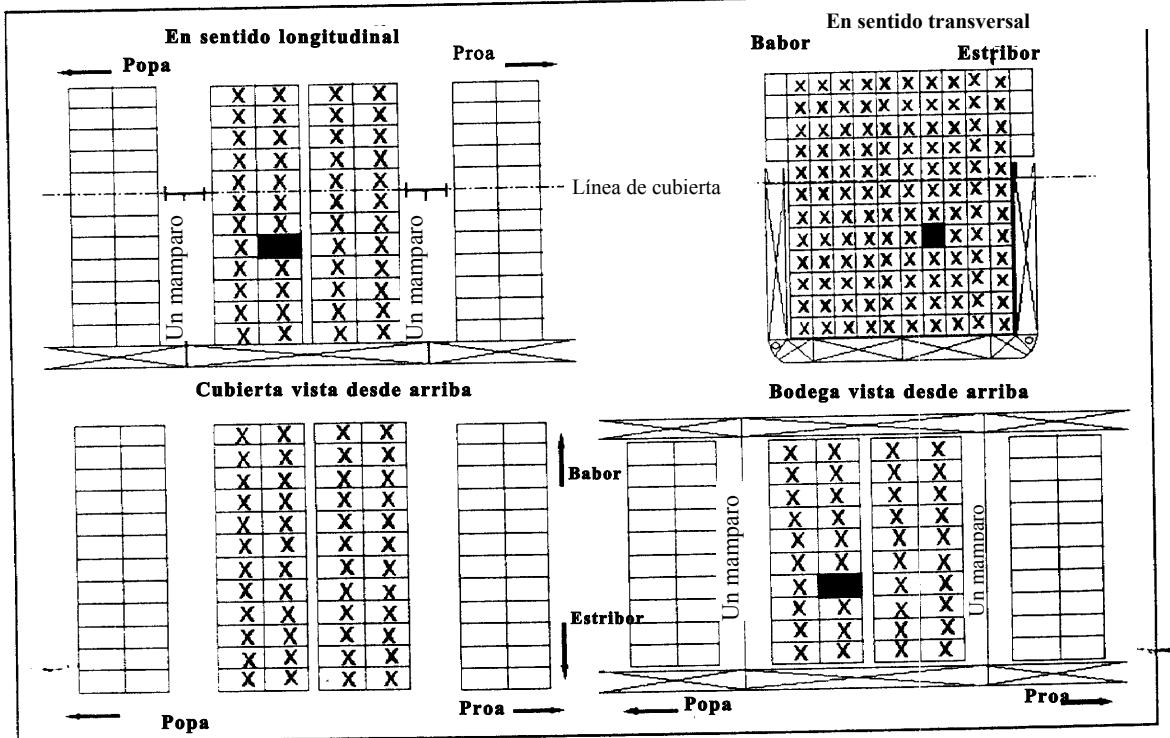 En sentido longitudinal
Popa
Proa
Un mamparo
Un mamparo
Línea de cubierta
En sentido transversal
Babor
Estribor
Cubierta vista desde arriba
Babor
Estribor
Popa
Proa
Bodega vista desde arriba
Un mamparo
Un mamparo
Popa
Proa